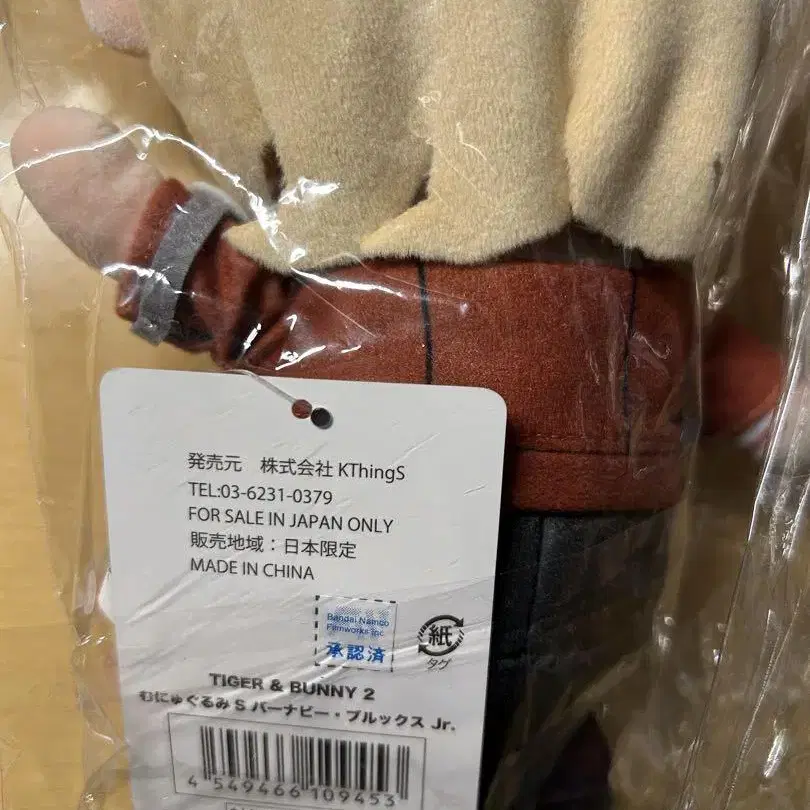 発売元　株式会社 KThingS
TEL:03-6231-0379
FOR SALE IN JAPAN ONLY
販売地域：日本限定
MADE IN CHINA
Bandai Namco
Filmworks Inc.
承認済
紙
タグ
TIGER & BUNNY 2
むにゅぐるみ S バーナビー・ブルックス Jr.
4 549466 109453